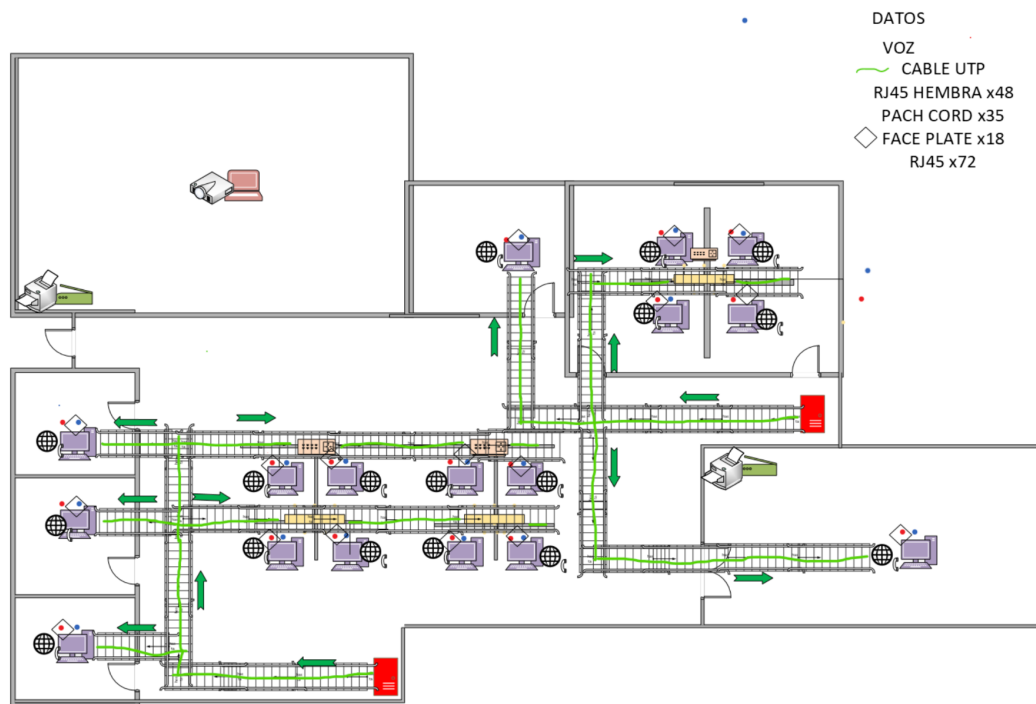 DATOS
VOZ
CABLE UTP
RJ45 HEMBRA x48
PACH CORD x35
FACE PLATE x18
RJ45 x72